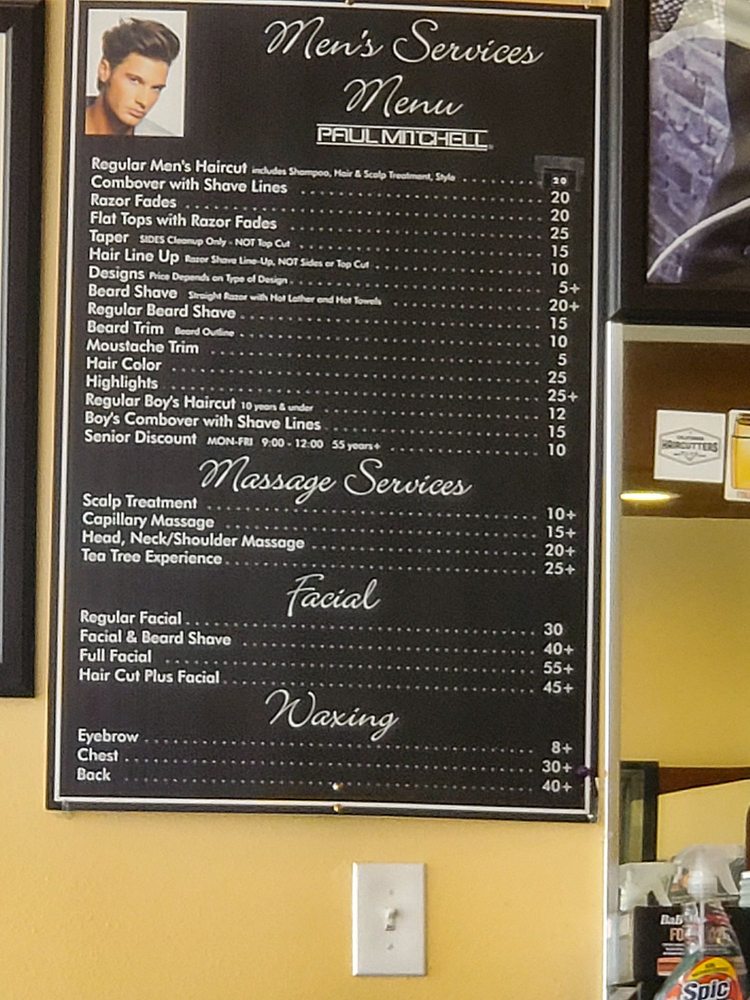 Men's Services
Menu
PAUL MITCHELL
Regular Men's Haircut includes Shampoo, Hair & Scalp Treatment, Style 20
Combover with Shave Lines 20
Razor Fades 20
Flat Tops with Razor Fades 25
Taper SIDES Cleanup Only - NOT Top Cut 15
Hair Line Up Razor Shave Line-Up, NOT Sides or Top Cut 10
Designs Price Depends on Type of Design 5+
Beard Shave Straight Razor with Hot Lather and Hot Towels 20+
Regular Beard Shave 15
Beard Trim Beard Outline 10
Moustache Trim 5
Hair Color 25
Highlights 25+
Regular Boy's Haircut 10 years & under 12
Boy's Combover with Shave Lines 15
Senior Discount MON-FRI 9:00 - 12:00 55 years+ 10
Massage Services
Scalp Treatment 10+
Capillary Massage 15+
Head, Neck/Shoulder Massage 20+
Tea Tree Experience 25+
Facial
Regular Facial 30
Facial & Beard Shave 40+
Full Facial 55+
Hair Cut Plus Facial 45+
Waxing
Eyebrow 8+
Chest 30+
Back 40+
CALIFORNIA
HAIRCUTTERS
Spic